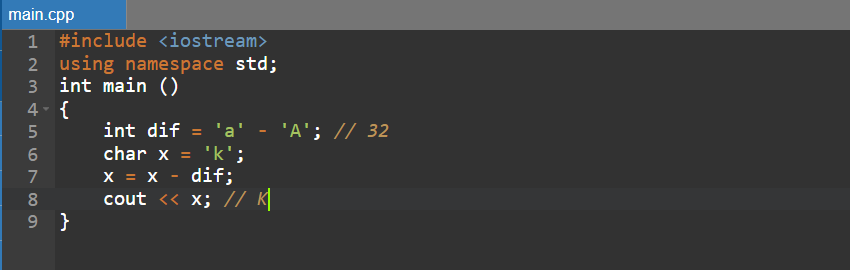 main.cpp
1 #include <iostream>
2 using namespace std;
3 int main ()
4 {
5     int dif = 'a' - 'A'; // 32
6     char x = 'k';
7     x = x - dif;
8     cout << x; // K
9 }